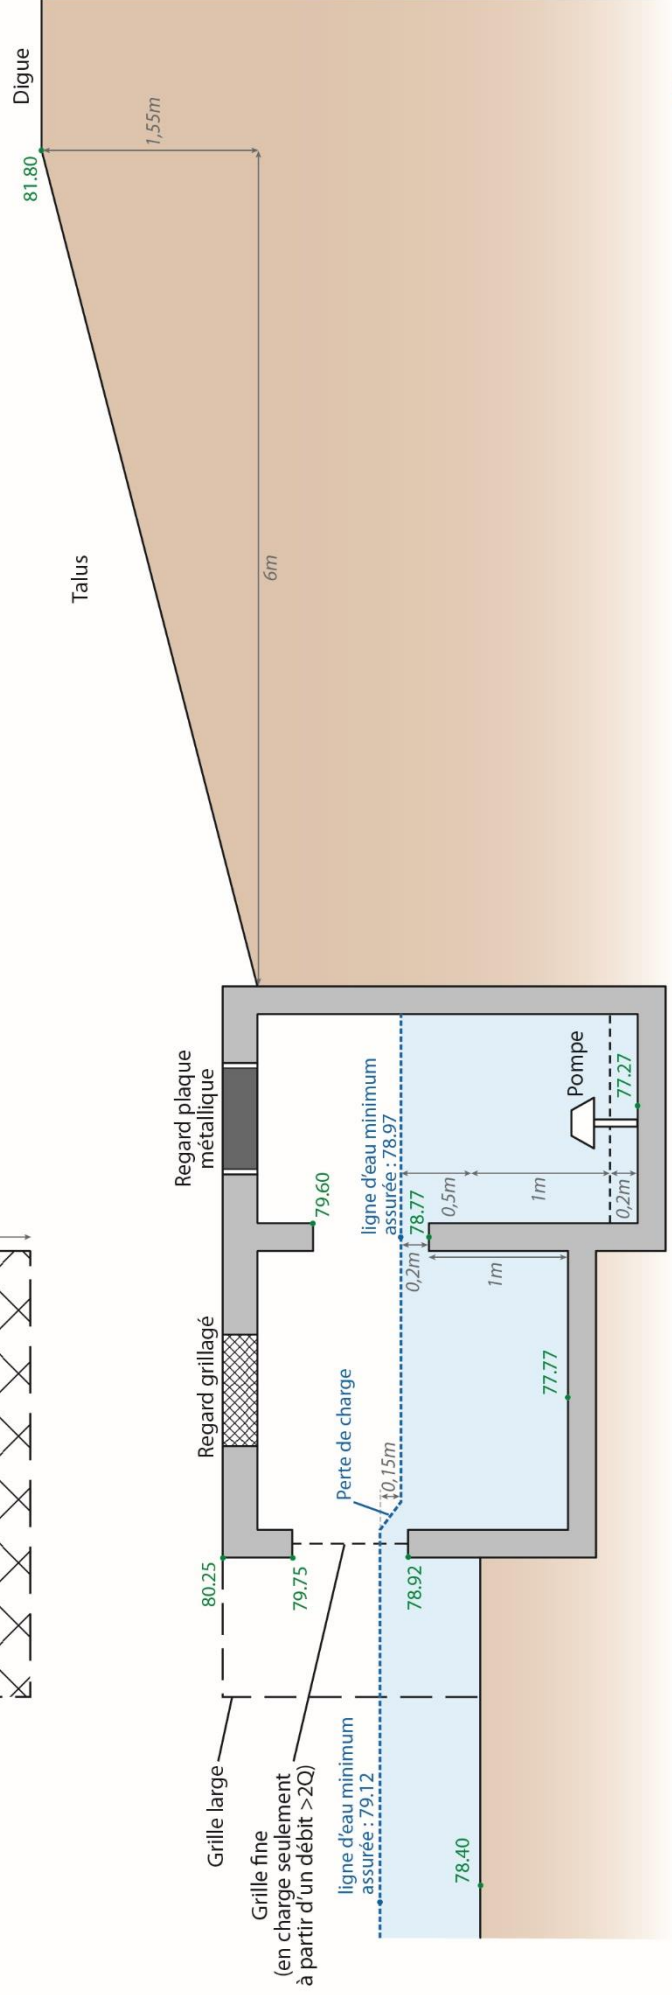 Grille large
Grille fine
(en charge seulement
à partir d'un débit >2Q)
ligne d'eau minimum
assurée : 79.12
78.40
80.25
79.75
78.92
Perte de charge
0,15m
Regard grillagé
77.77
1m
0,2m
78.77
79.60
ligne d'eau minimum
assurée : 78.97
0,5m
1m
0,2m
Regard plaque
métallique
Pompe
77.27
6m
Talus
1,55m
81.80
Digue